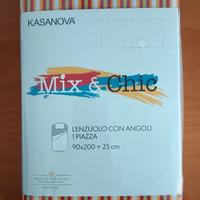 KASANOVA®
Mix & Chic
LENZUOLO CON ANGOLI
1 PIAZZA
90x200 + 25 cm